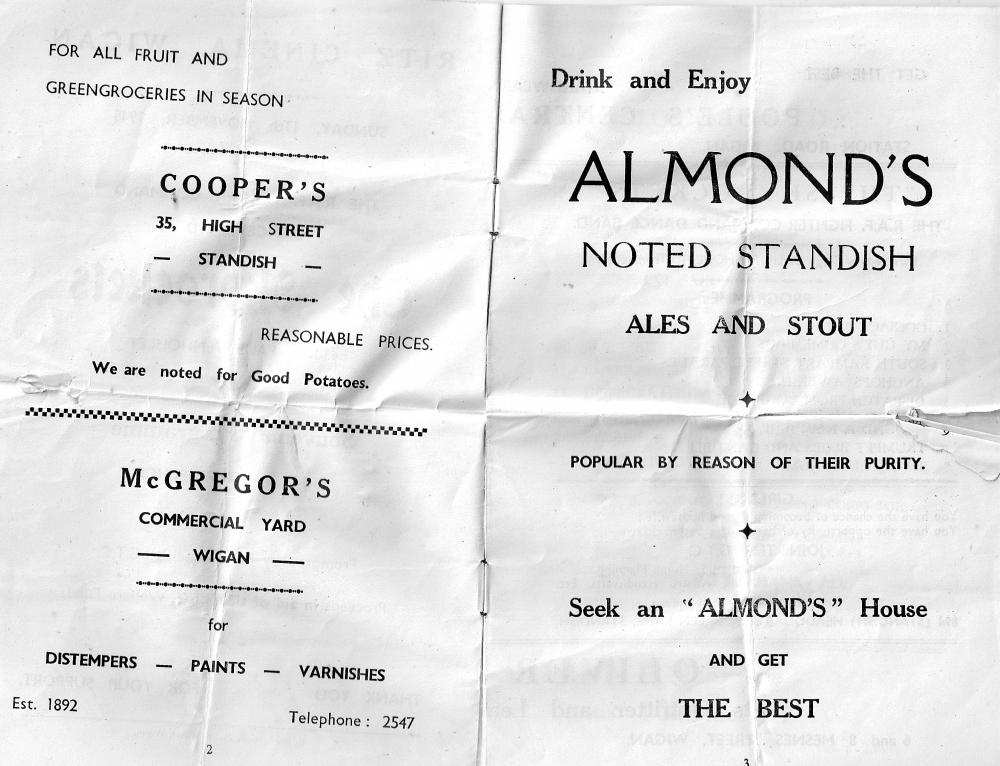 FOR ALL FRUIT AND
GREENGROCERIES IN SEASON
COOPER'S
35, HIGH STREET
— STANDISH —
REASONABLE PRICES.
We are noted for Good Potatoes.
McGREGOR'S
COMMERCIAL YARD
— WIGAN —
for
DISTEMPERS — PAINTS — VARNISHES
Est. 1892
Telephone : 2547
2
Drink and Enjoy
ALMOND'S
NOTED STANDISH
ALES AND STOUT
POPULAR BY REASON OF THEIR PURITY.
Seek an "ALMOND'S" House
AND GET
THE BEST
3